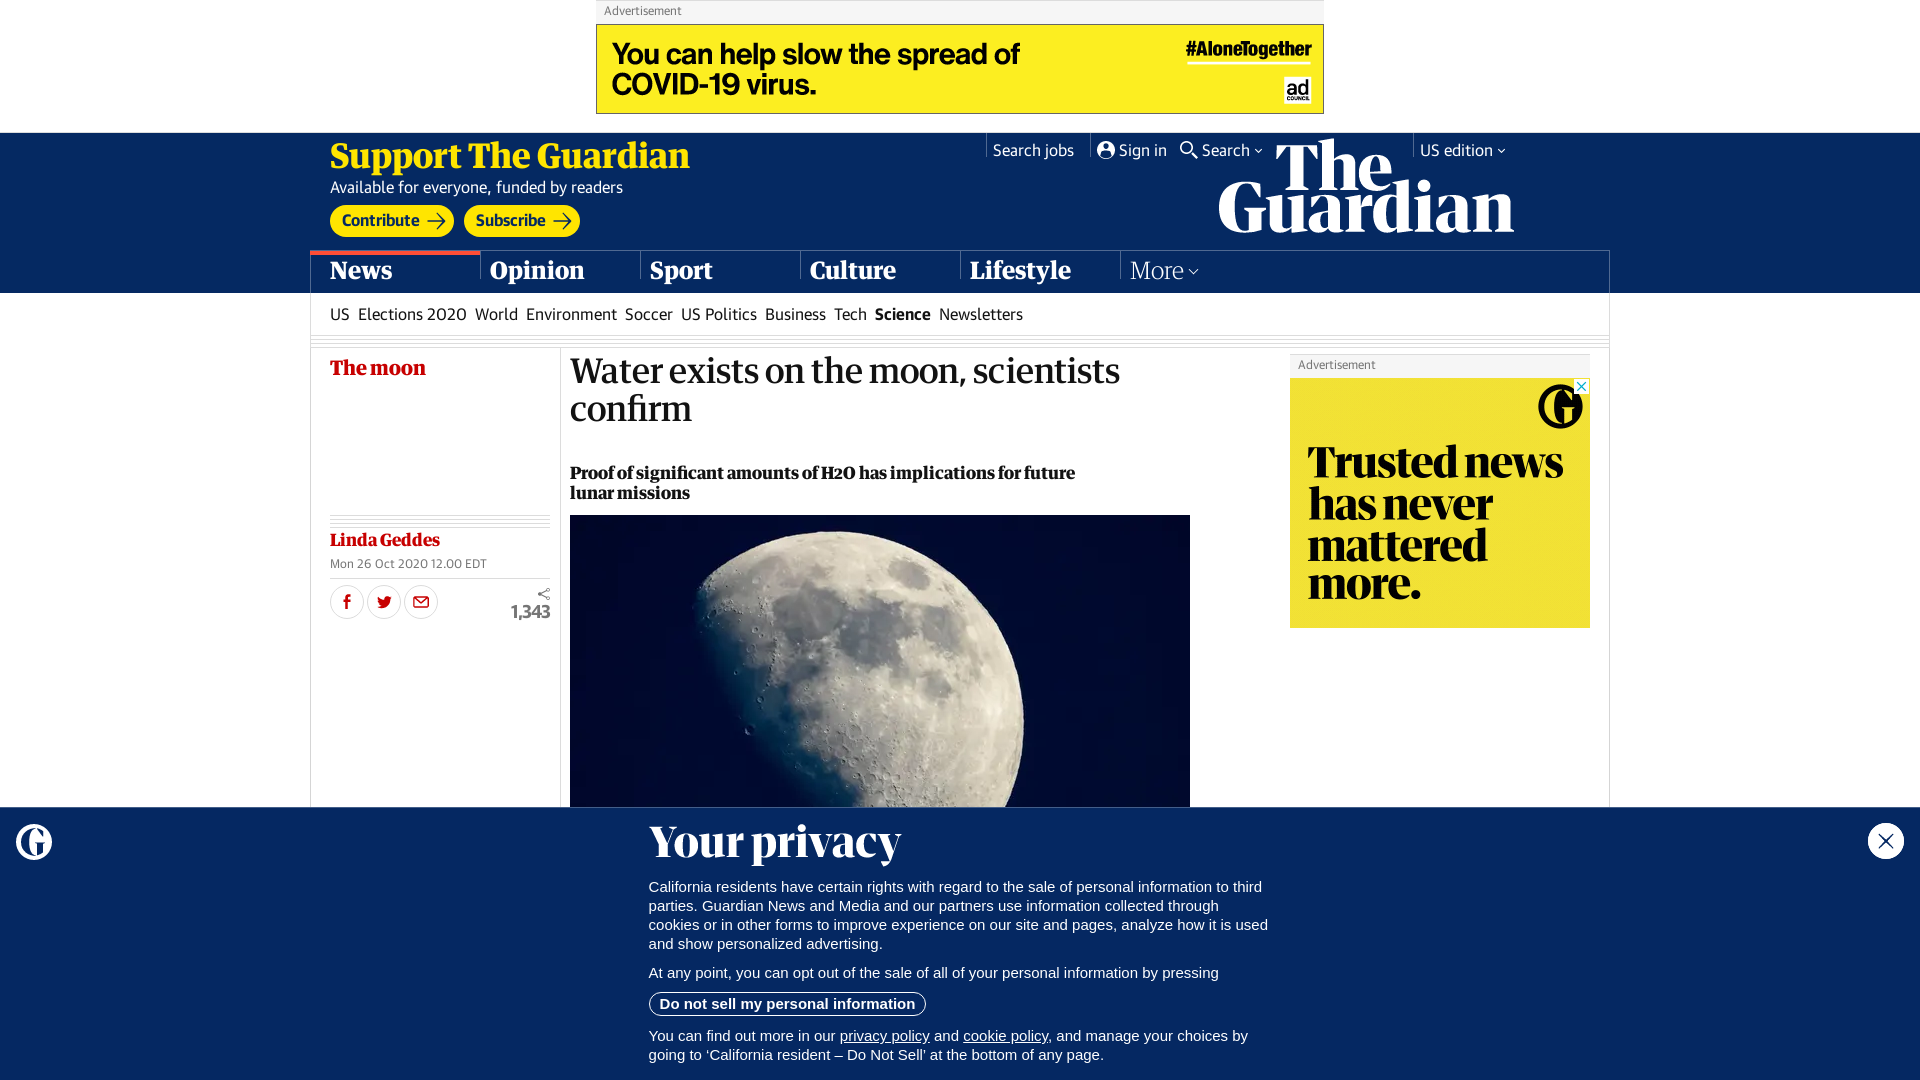 Advertisement
You can help slow the spread of
COVID-19 virus.
#AloneTogether
ad
COUNCIL
Support The Guardian
Available for everyone, funded by readers
Contribute
Subscribe
Search jobs
Sign in
Search
US edition
The
Guardian
News
Opinion
Sport
Culture
Lifestyle
More
US Elections 2020 World Environment Soccer US Politics Business Tech Science Newsletters
The moon
Water exists on the moon, scientists
confirm
Proof of significant amounts of H2O has implications for future
lunar missions
Linda Geddes
Mon 26 Oct 2020 12.00 EDT
1,343
Advertisement
G
Trusted news
has never
mattered
more.
G
Your privacy
California residents have certain rights with regard to the sale of personal information to third
parties. Guardian News and Media and our partners use information collected through
cookies or in other forms to improve experience on our site and pages, analyze how it is used
and show personalized advertising.
At any point, you can opt out of the sale of all of your personal information by pressing
Do not sell my personal information
You can find out more in our privacy policy and cookie policy, and manage your choices by
going to ‘California resident – Do Not Sell’ at the bottom of any page.